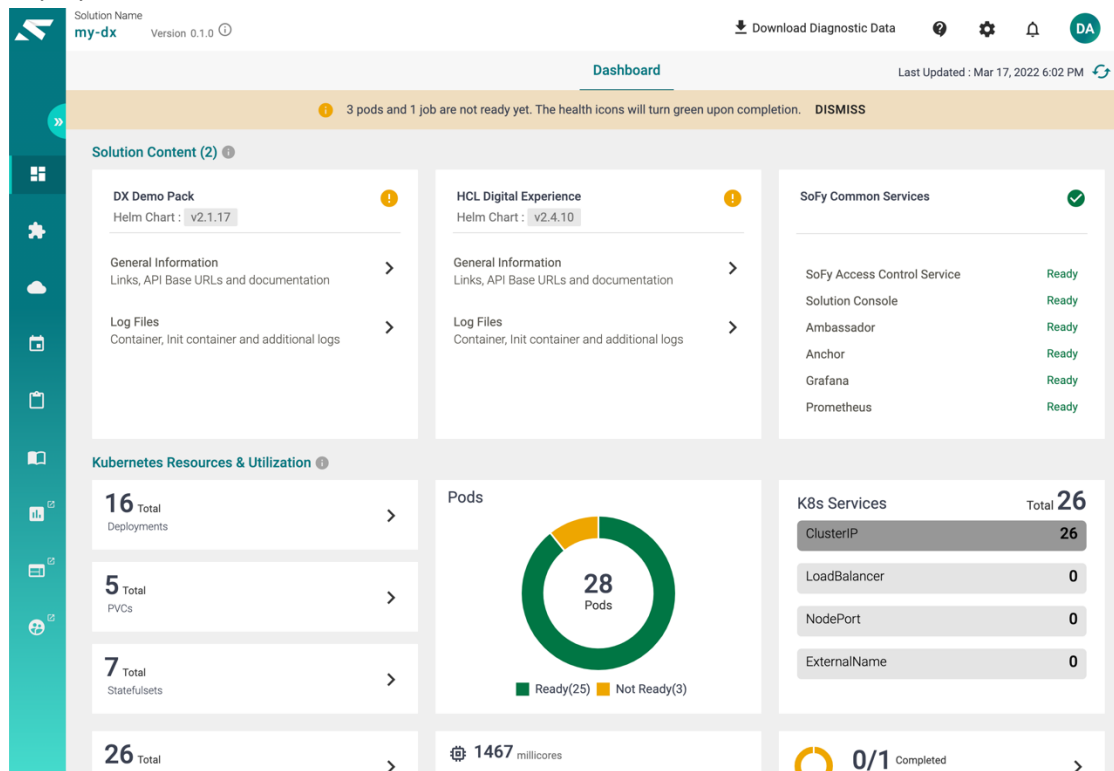 Solution Name
my-dx Version 0.1.0
Download Diagnostic Data
DA
Dashboard
Last Updated : Mar 17, 2022 6:02 PM
3 pods and 1 job are not ready yet. The health icons will turn green upon completion. DISMISS
Solution Content (2)
DX Demo Pack
Helm Chart : v2.1.17
General Information
Links, API Base URLs and documentation
Log Files
Container, Init container and additional logs
HCL Digital Experience
Helm Chart : v2.4.10
General Information
Links, API Base URLs and documentation
Log Files
Container, Init container and additional logs
SoFy Common Services
SoFy Access Control Service Ready
Solution Console Ready
Ambassador Ready
Anchor Ready
Grafana Ready
Prometheus Ready
Kubernetes Resources & Utilization
16 Total
Deployments
5 Total
PVCs
7 Total
Statefulsets
26 Total
Pods
28
Pods
Ready(25) Not Ready(3)
1467 millicores
K8s Services Total 26
ClusterIP 26
LoadBalancer 0
NodePort 0
ExternalName 0
0/1 Completed